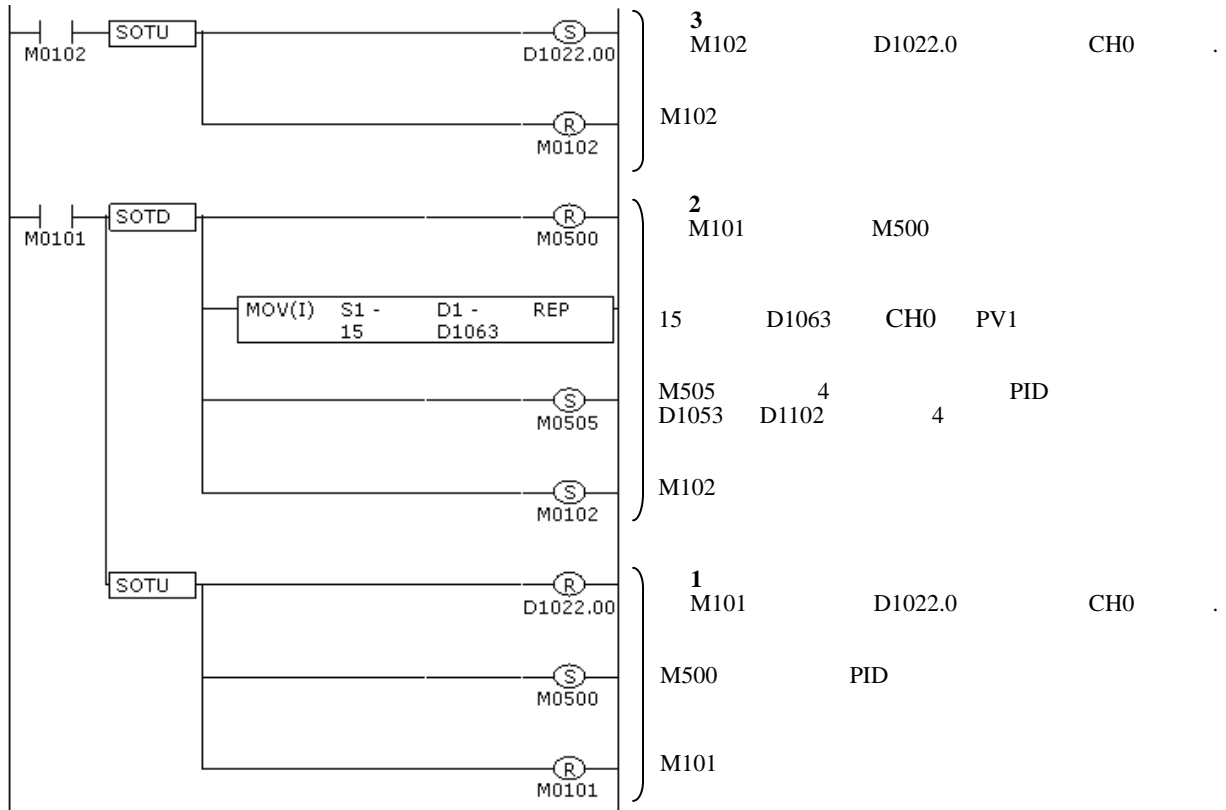 SOTU S 3
M0102 D1022.00 M102 D1022.0 CH0 .
R M102
M0102
SOTD R 2
M0101 M0500 M101 M500
MOV(I) S1 - D1 - REP
15 D1063 15 D1063 CH0 PV1
S M505 4 PID
M0505 D1053 D1102 4
S M102
M0102
SOTU R 1
D1022.00 M101 D1022.0 CH0 .
S M500 PID
M0500
R M101
M0101